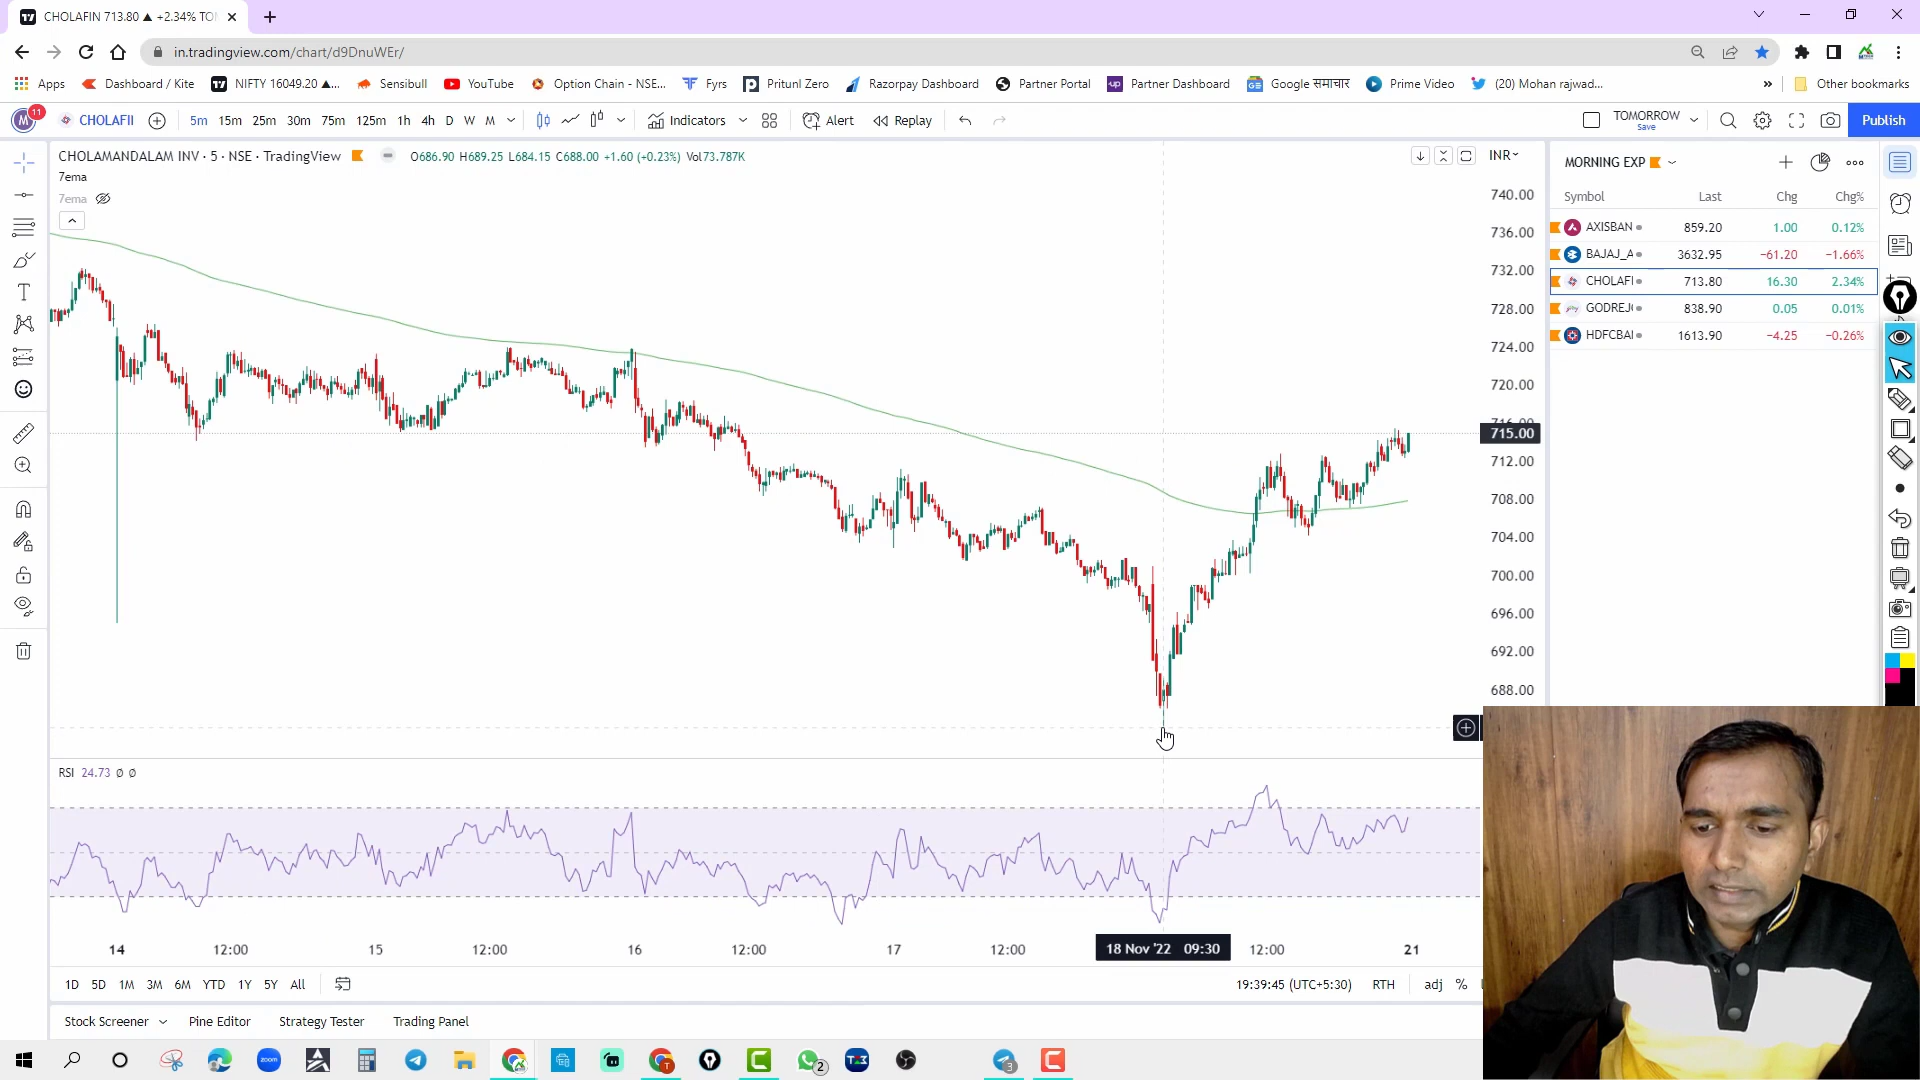 CHOLAFIN 713.80 ▲ +2.34% TO
in.tradingview.com/chart/d9DnuWEr/
Apps Dashboard / Kite NIFTY 16049.20 ▲... Sensibull YouTube Option Chain - NSE... Fyrs Pritunl Zero Razorpay Dashboard Partner Portal Partner Dashboard Google समाचार Prime Video (20) Mohan rajwad... » Other bookmarks
M 11 CHOLAFII 5m 15m 25m 30m 75m 125m 1h 4h D W M Indicators Alert Replay TOMORROW Publish
Save
CHOLAMANDALAM INV · 5 · NSE · TradingView O686.90 H689.25 L684.15 C688.00 +1.60 (+0.23%) Vol73.787K INR
7ema
7ema
MORNING EXP
Symbol Last Chg Chg%
AXISBAN 859.20 1.00 0.12%
BAJAJ_A 3632.95 −61.20 −1.66%
CHOLAFI 713.80 16.30 2.34%
GODREJ 838.90 0.05 0.01%
HDFCBAI 1613.90 −4.25 −0.26%
740.00
736.00
732.00
728.00
724.00
720.00
716.00
715.00
712.00
708.00
704.00
700.00
696.00
692.00
688.00
RSI 24.73 Ø Ø
14 12:00 15 12:00 16 12:00 17 12:00 18 Nov '22 09:30 12:00 21
1D 5D 1M 3M 6M YTD 1Y 5Y All 19:39:45 (UTC+5:30) RTH adj %
Stock Screener Pine Editor Strategy Tester Trading Panel
zoom T 2 3